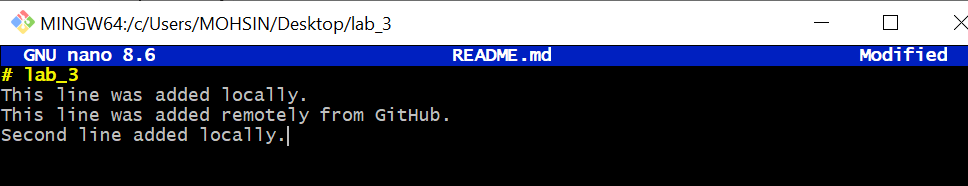 MINGW64:/c/Users/MOHSIN/Desktop/lab_3
GNU nano 8.6 README.md Modified
# lab_3
This line was added locally.
This line was added remotely from GitHub.
Second line added locally.